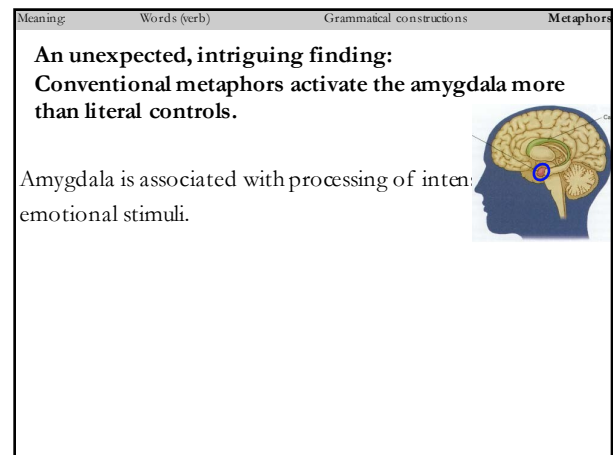 Meaning: Words (verb) Grammatical constructions Metaphors
An unexpected, intriguing finding:
Conventional metaphors activate the amygdala more
than literal controls.
Amygdala is associated with processing of inten
emotional stimuli.
Ca